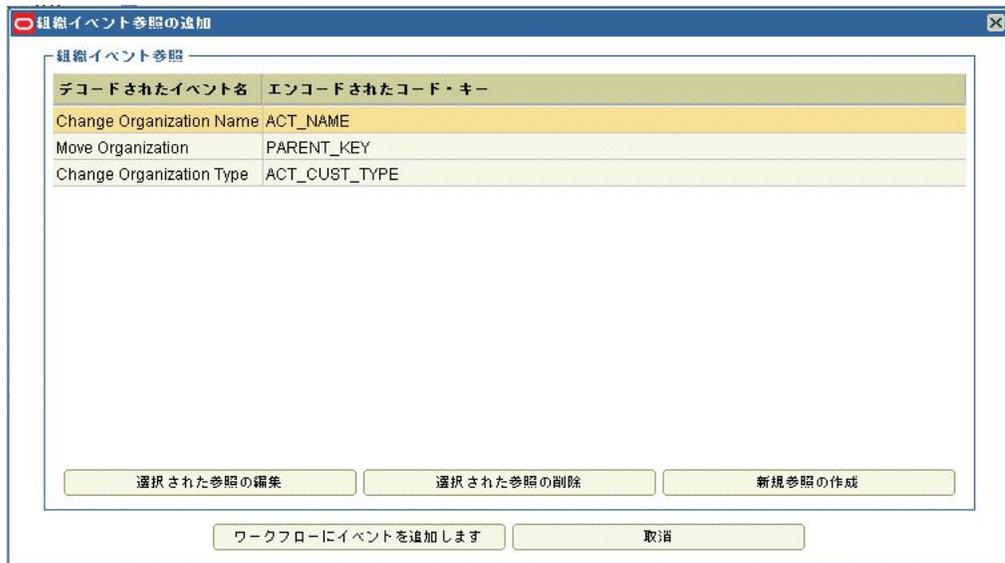 組織イベント参照の追加
組織イベント参照
デコードされたイベント名 エンコードされたコード・キー
Change Organization Name ACT_NAME
Move Organization PARENT_KEY
Change Organization Type ACT_CUST_TYPE
選択された参照の編集 選択された参照の削除 新規参照の作成
ワークフローにイベントを追加します 取消